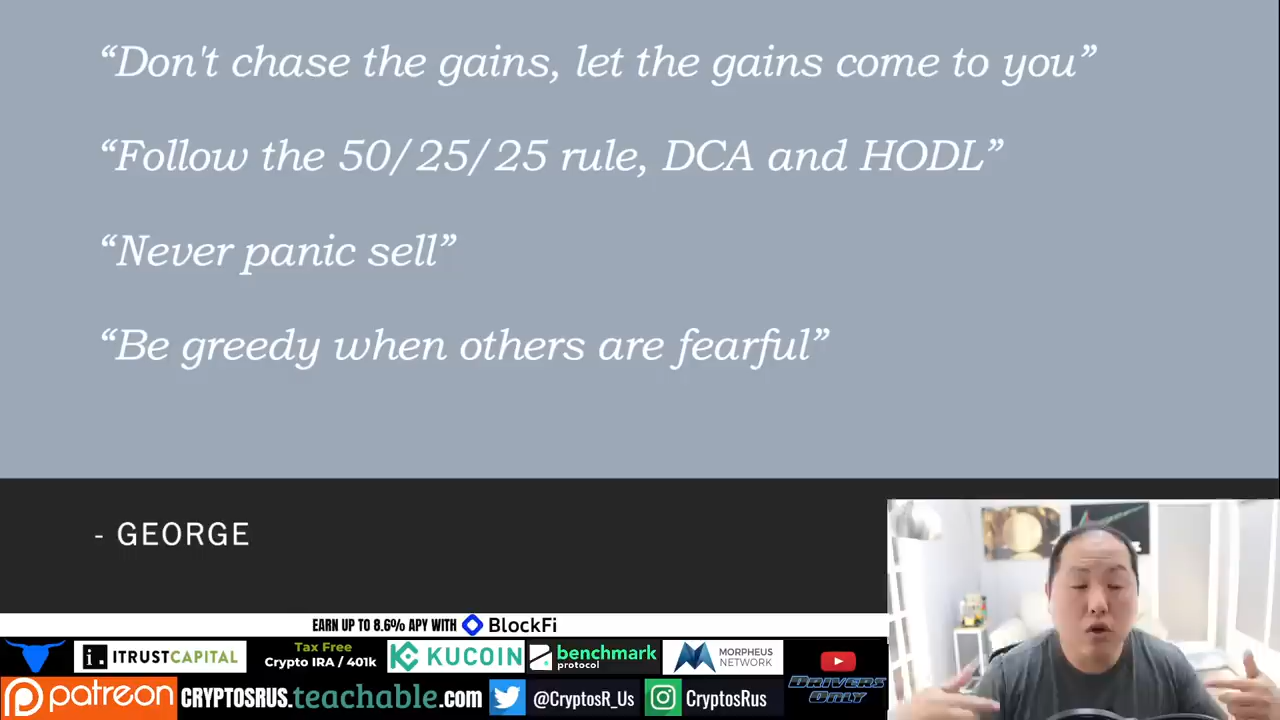 “Don't chase the gains, let the gains come to you”
“Follow the 50/25/25 rule, DCA and HODL”
“Never panic sell”
“Be greedy when others are fearful”
- GEORGE
EARN UP TO 8.6% APY WITH BlockFi
i. ITRUSTCAPITAL
Tax Free
Crypto IRA / 401k
KUCOIN
benchmark
protocol
MORPHEUS
NETWORK
DRIVERS
ONLY
patreon
CRYPTOSRUS.teachable.com
@CryptosR_Us
CryptosRus